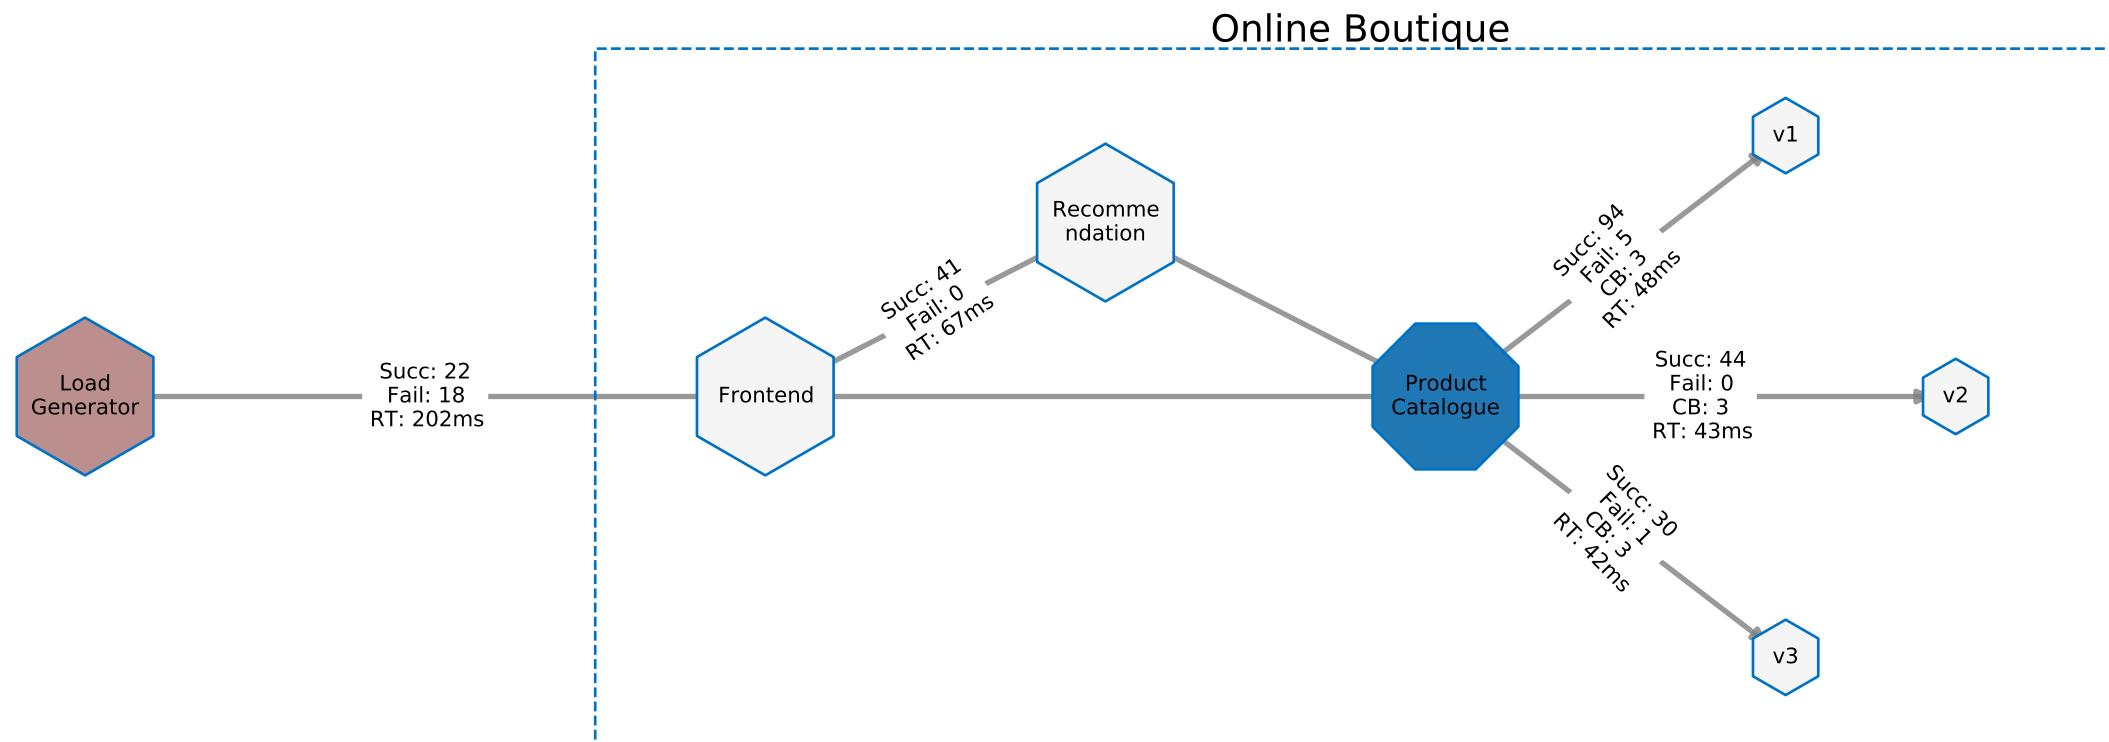 Online Boutique
Load
Generator
Succ: 22
Fail: 18
RT: 202ms
Frontend
Succ: 41
Fail: 0
RT: 67ms
Recomme
ndation
Product
Catalogue
Succ: 94
Fail: 5
CB: 3
RT: 48ms
v1
Succ: 44
Fail: 0
CB: 3
RT: 43ms
v2
Succ: 30
Fail: 1
CB: 3
RT: 42ms
v3